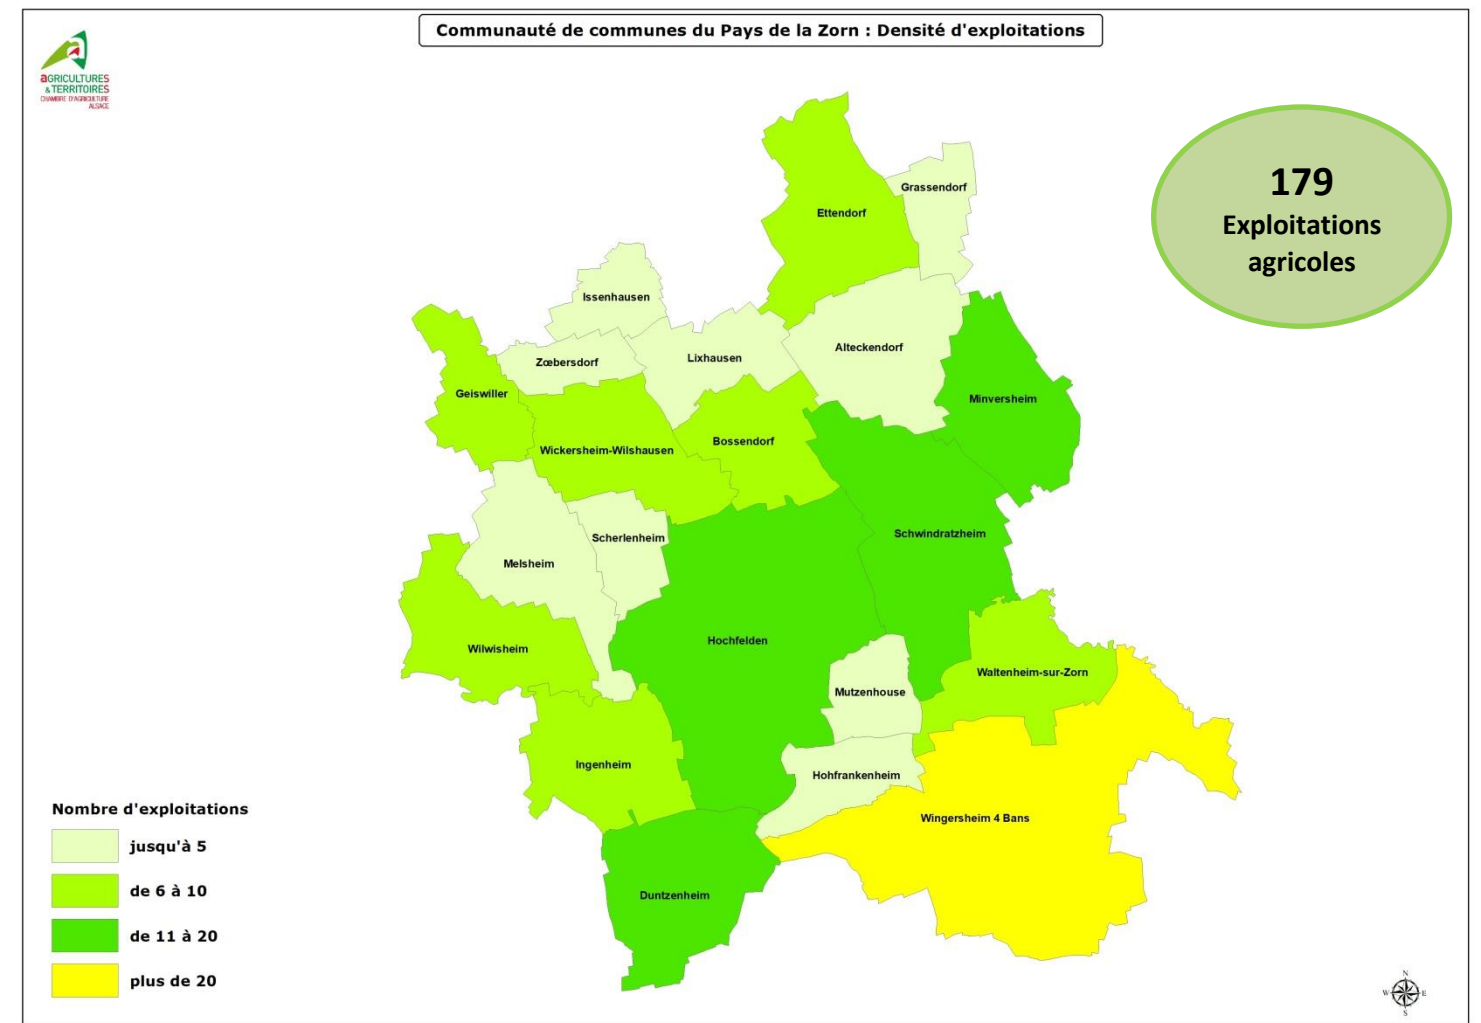 Communauté de communes du Pays de la Zorn : Densité d'exploitations
a
aGRICULTURES
& TERRITOIRES
CHAMBRE D'AGRICULTURE
ALSACE
179
Exploitations
agricoles
Grassendorf
Ettendorf
Issenhausen
Alteckendorf
Lixhausen
Zœbersdorf
Geiswiller
Minversheim
Bossendorf
Wickersheim-Wilshausen
Schwindratzheim
Scherlenheim
Melsheim
Hochfelden
Wilwisheim
Waltenheim-sur-Zorn
Mutzenhouse
Ingenheim
Hohfrankenheim
Wingersheim 4 Bans
Duntzenheim
Nombre d'exploitations
jusqu'à 5
de 6 à 10
de 11 à 20
plus de 20
N
W E
S